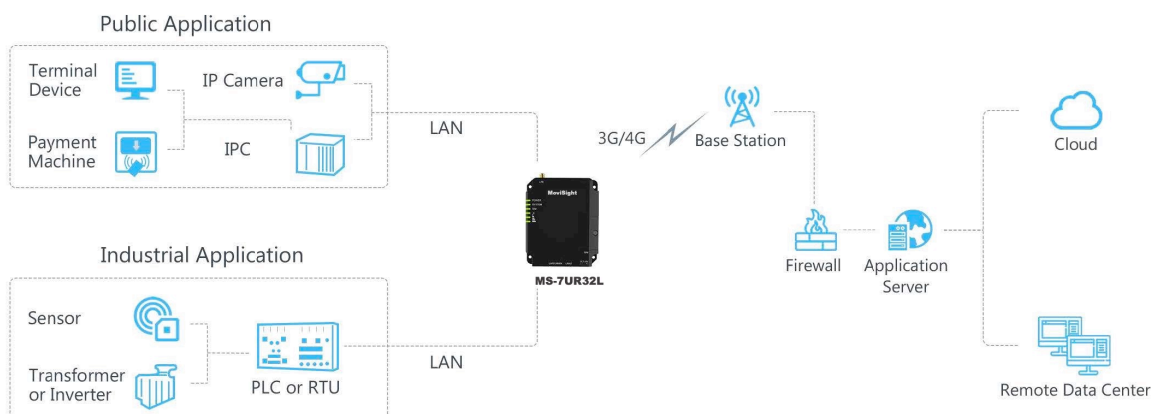 Public Application
Terminal
Device
IP Camera
Payment
Machine
IPC
LAN
3G/4G
Base Station
Cloud
MoviSight
MS-7UR32L
Firewall
Application
Server
Industrial Application
Sensor
Transformer
or Inverter
PLC or RTU
LAN
Remote Data Center